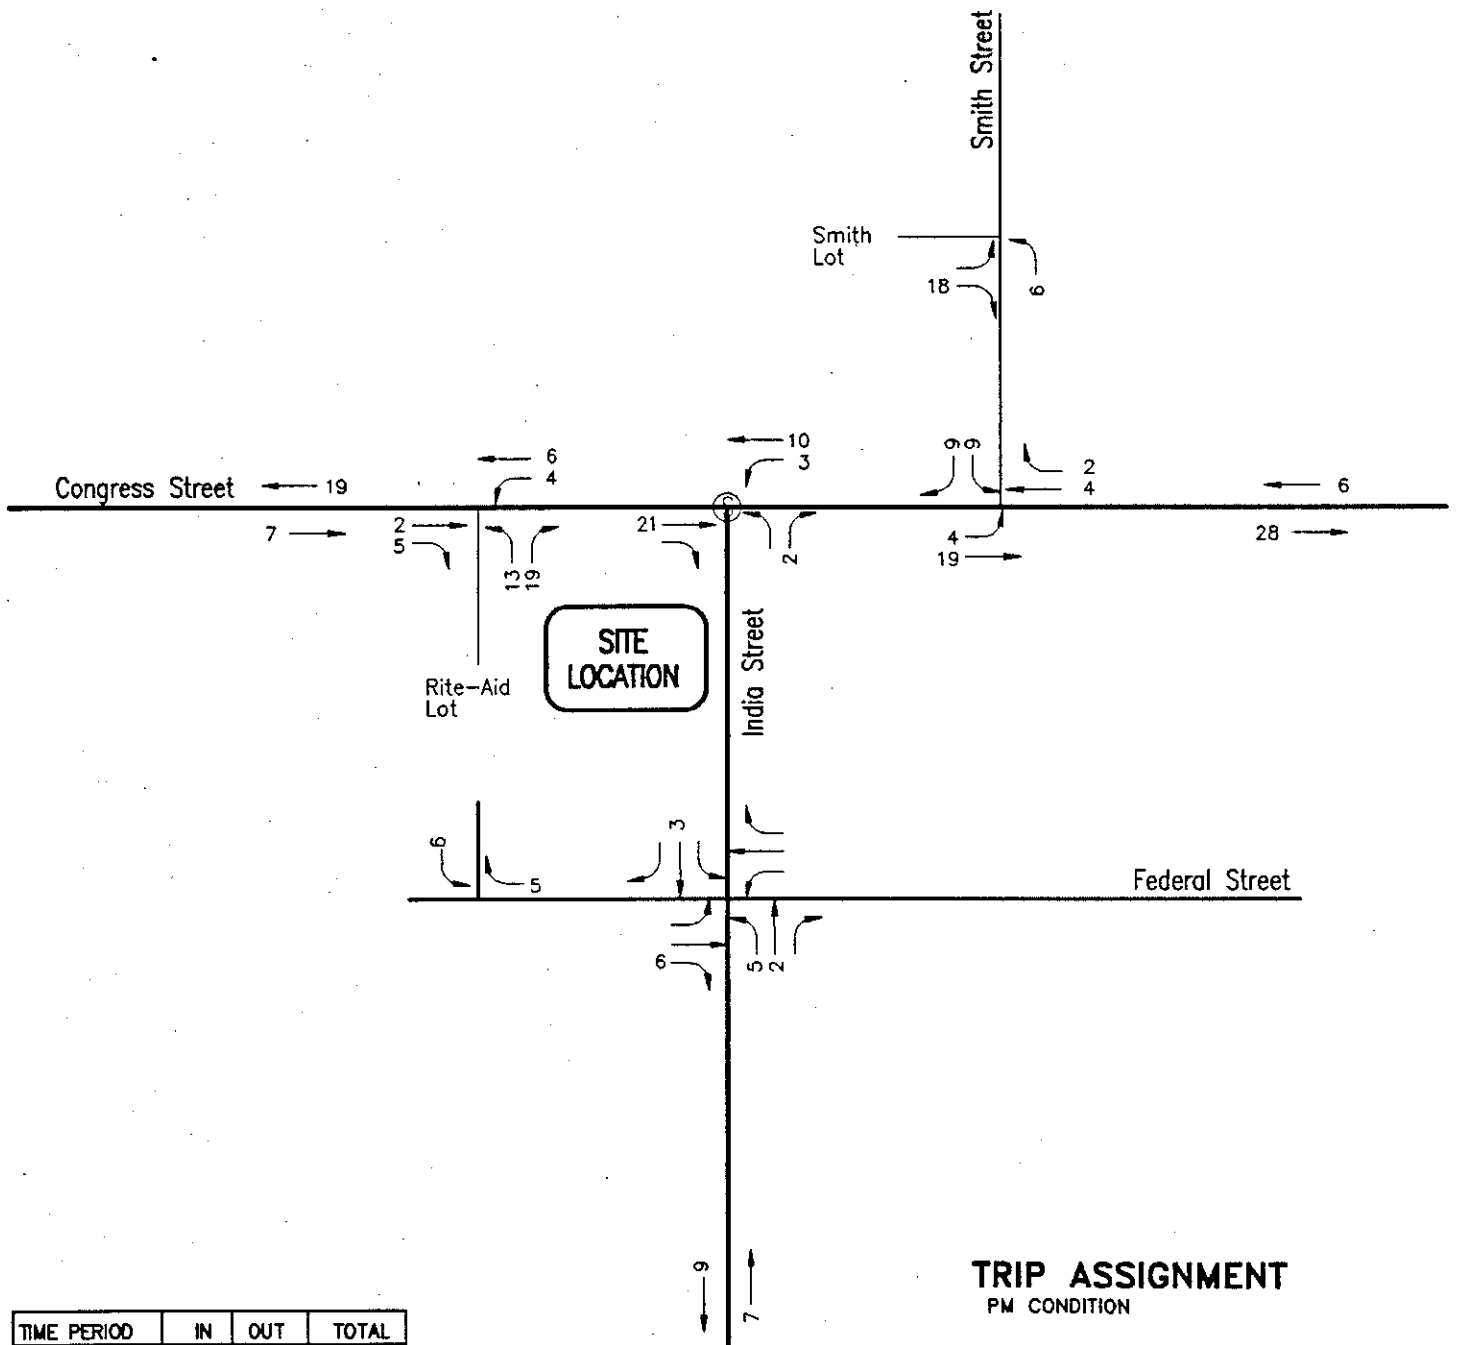 Smith Street
Smith
Lot
18
6
10
3
6
4
9 9
2
4
6
Congress Street
19
7
2
5
13
19
21
2
4
19
28
SITE
LOCATION
India Street
Rite-Aid
Lot
6
5
3
Federal Street
6
5
2
9
7
TRIP ASSIGNMENT
PM CONDITION
TIME PERIOD IN OUT TOTAL